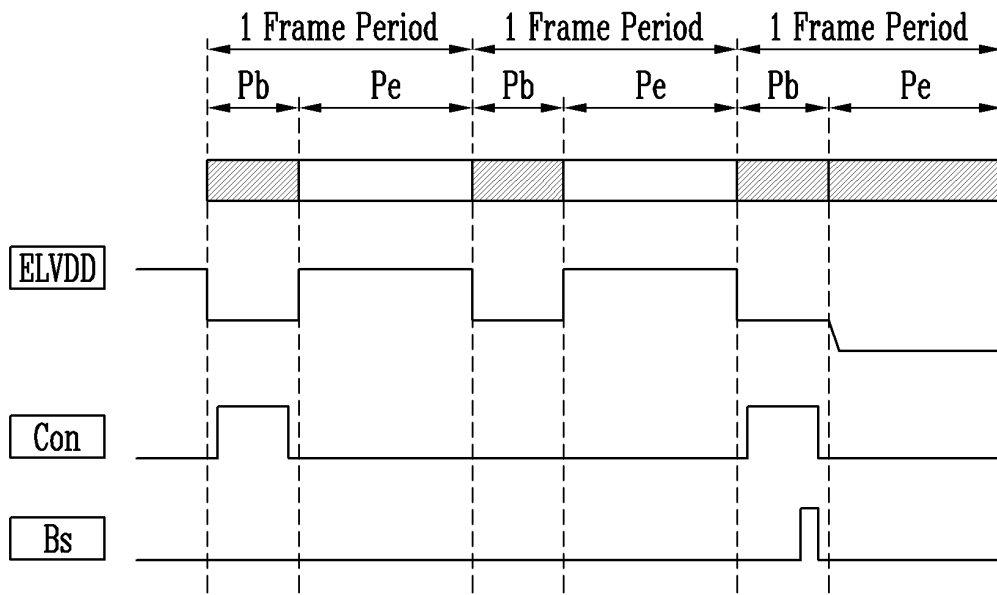 1 Frame Period 1 Frame Period 1 Frame Period
Pb Pe Pb Pe Pb Pe
ELVDD
Con
Bs